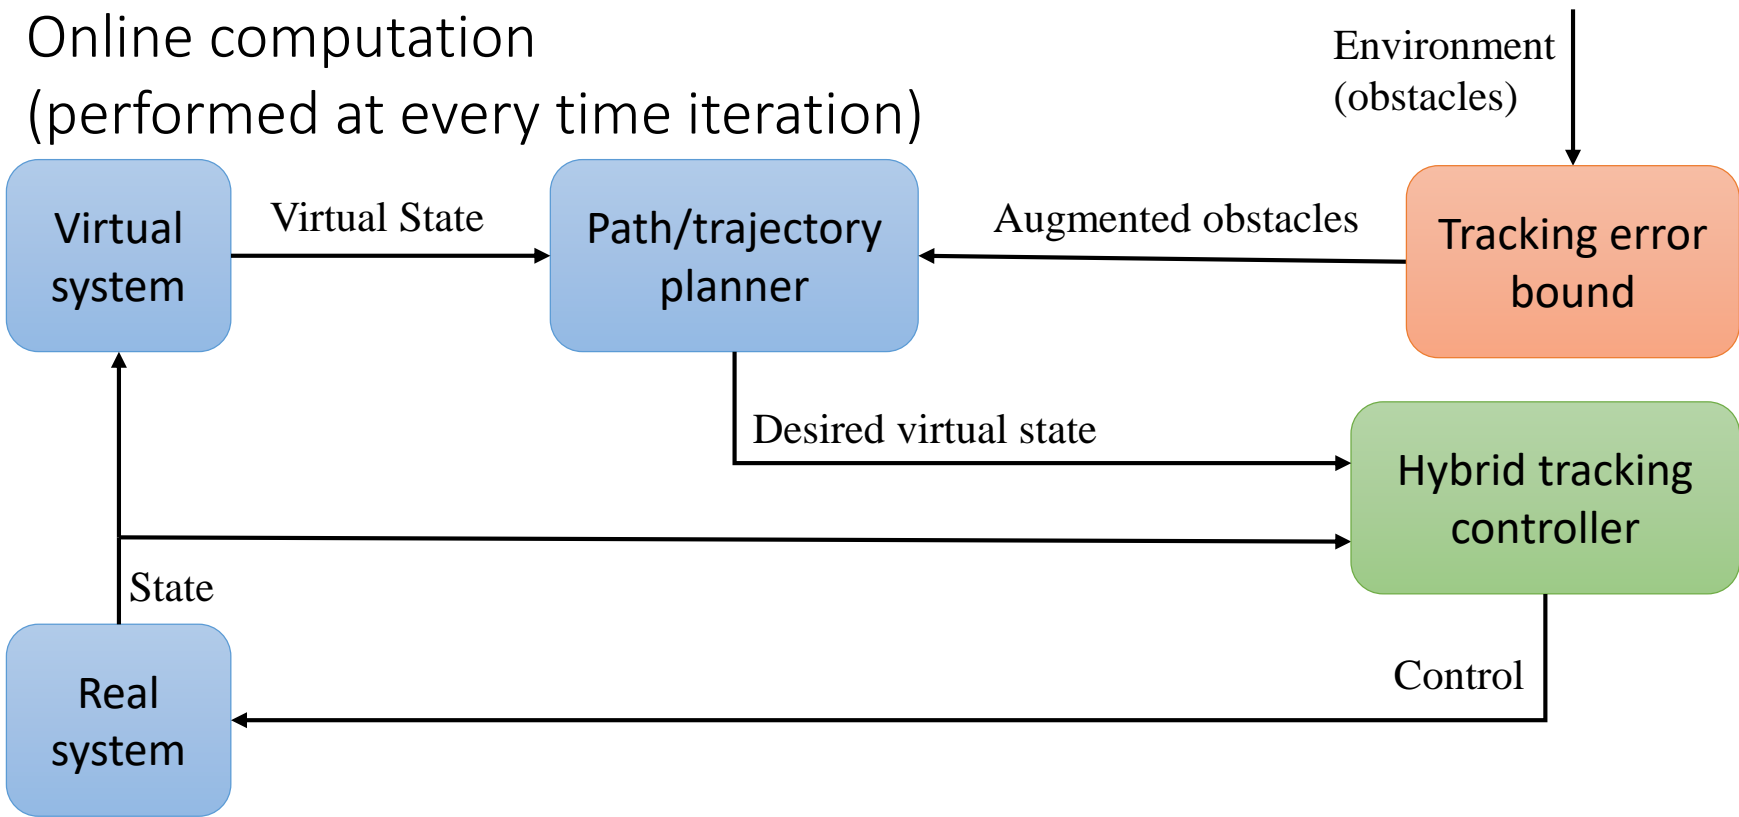 Online computation
(performed at every time iteration)
Environment
(obstacles)
Virtual
system
Virtual State
Path/trajectory
planner
Augmented obstacles
Tracking error
bound
Desired virtual state
Hybrid tracking
controller
State
Real
system
Control